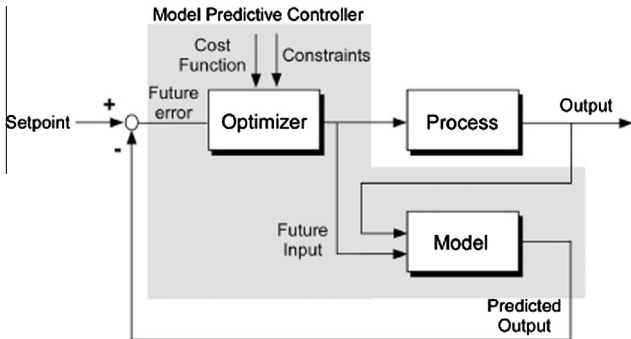 Model Predictive Controller
Cost
Function
Constraints
+
Setpoint
-
Future
error
Optimizer
Process
Output
Future
Input
Model
Predicted
Output